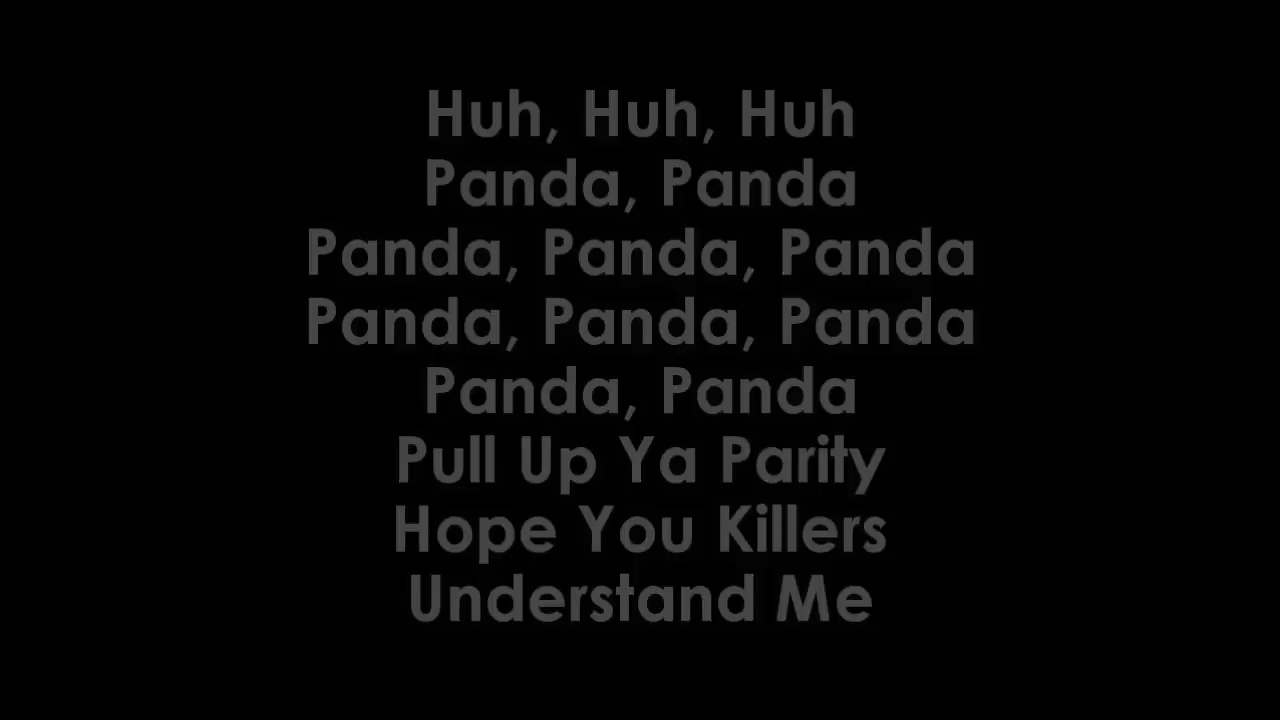 Huh, Huh, Huh
Panda, Panda
Panda, Panda, Panda
Panda, Panda, Panda
Panda, Panda
Pull Up Ya Parity
Hope You Killers
Understand Me